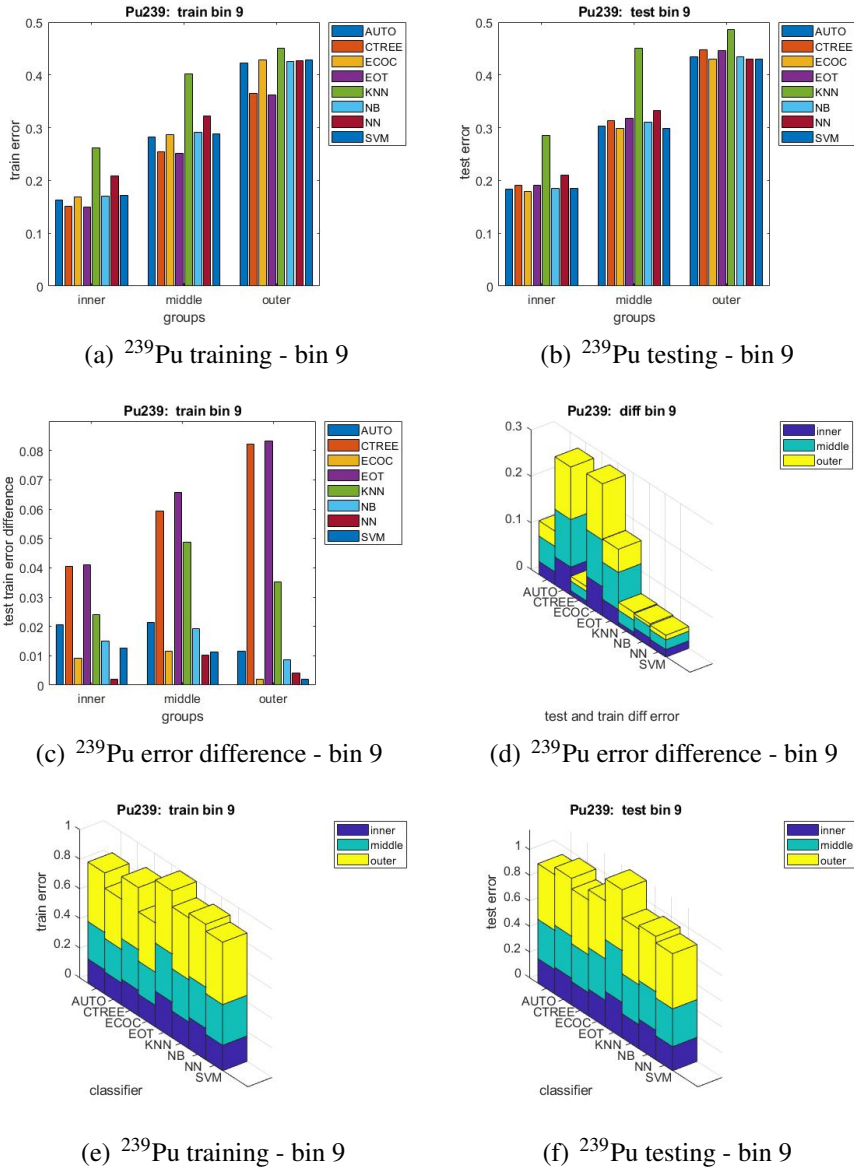 Pu239: train bin 9
0.5
0.4
0.3
0.2
0.1
0
train error
inner
middle
outer
groups
AUTO
CTREE
ECOC
EOT
KNN
NB
NN
SVM
(a) ²³⁹Pu training - bin 9
Pu239: test bin 9
0.5
0.4
0.3
0.2
0.1
0
test error
inner
middle
outer
groups
AUTO
CTREE
ECOC
EOT
KNN
NB
NN
SVM
(b) ²³⁹Pu testing - bin 9
Pu239: train bin 9
0.08
0.07
0.06
0.05
0.04
0.03
0.02
0.01
0
test train error difference
inner
middle
outer
groups
AUTO
CTREE
ECOC
EOT
KNN
NB
NN
SVM
(c) ²³⁹Pu error difference - bin 9
Pu239: diff bin 9
0.3
0.2
0.1
0
AUTO
CTREE
ECOC
EOT
KNN
NB
NN
SVM
test and train diff error
inner
middle
outer
(d) ²³⁹Pu error difference - bin 9
Pu239: train bin 9
1
0.8
0.6
0.4
0.2
0
train error
AUTO
CTREE
ECOC
EOT
KNN
NB
NN
SVM
classifier
inner
middle
outer
(e) ²³⁹Pu training - bin 9
Pu239: test bin 9
1
0.8
0.6
0.4
0.2
0
test error
AUTO
CTREE
ECOC
EOT
KNN
NB
NN
SVM
classifier
inner
middle
outer
(f) ²³⁹Pu testing - bin 9